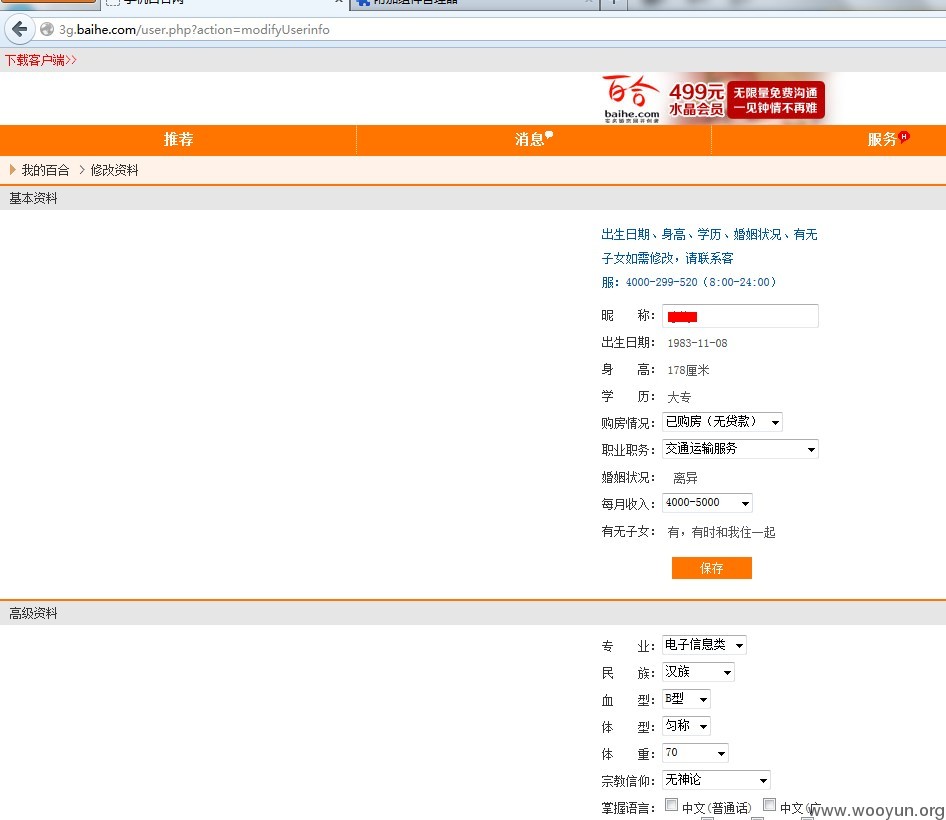 3g.baihe.com/user.php?action=modifyUserinfo
下载客户端>>
百合
baihe.com
499元
水晶会员
无限量免费沟通
一见钟情不再难
推荐 消息 服务 H
我的百合 > 修改资料
基本资料
出生日期、身高、学历、婚姻状况、有无
子女如需修改，请联系客
服：4000-299-520（8:00-24:00）
昵 称：
出生日期： 1983-11-08
身 高： 178厘米
学 历： 大专
购房情况： 已购房（无贷款）
职业职务： 交通运输服务
婚姻状况： 离异
每月收入： 4000-5000
有无子女： 有，有时和我住一起
保存
高级资料
专 业： 电子信息类
民 族： 汉族
血 型： B型
体 型： 匀称
体 重： 70
宗教信仰： 无神论
掌握语言： 中文(普通话) 中文(
www.wooyun.org